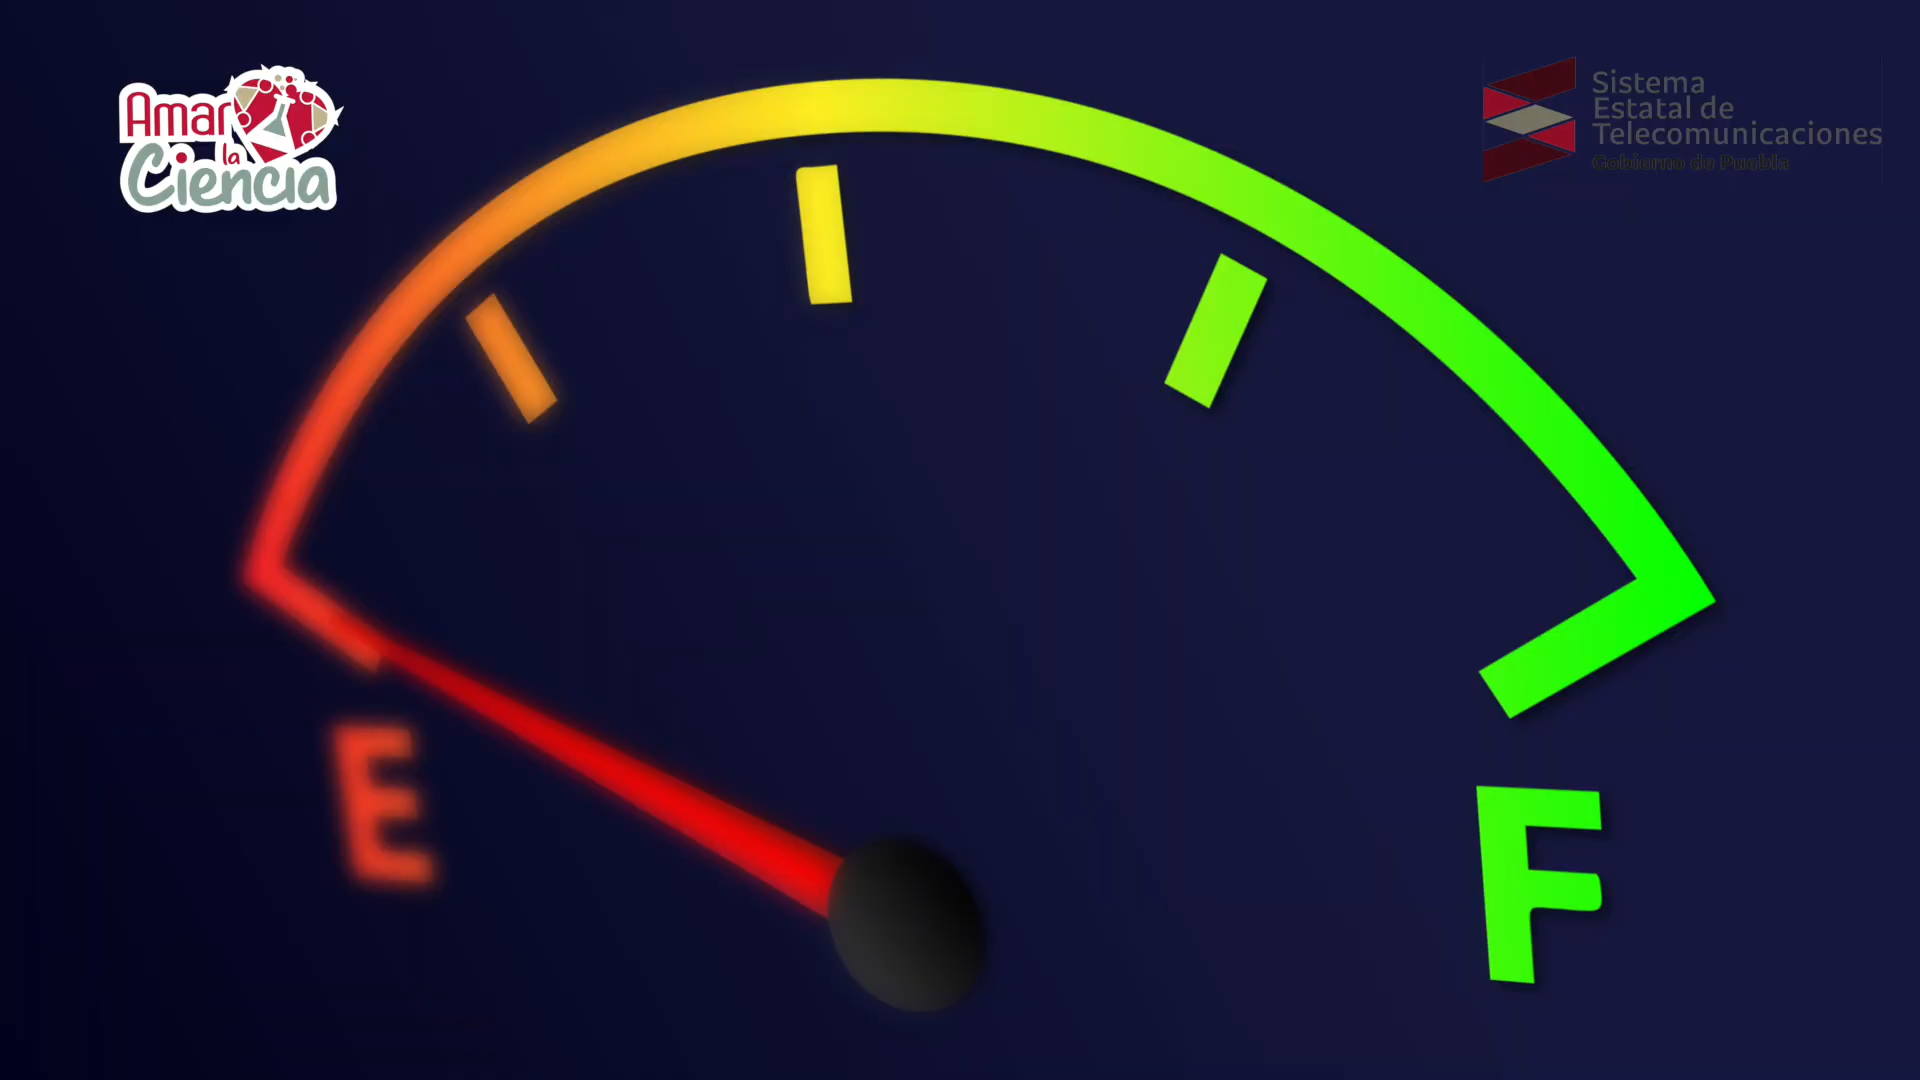 Amar
la
Ciencia
Sistema
Estatal de
Telecomunicaciones
Gobierno de Puebla
E
F